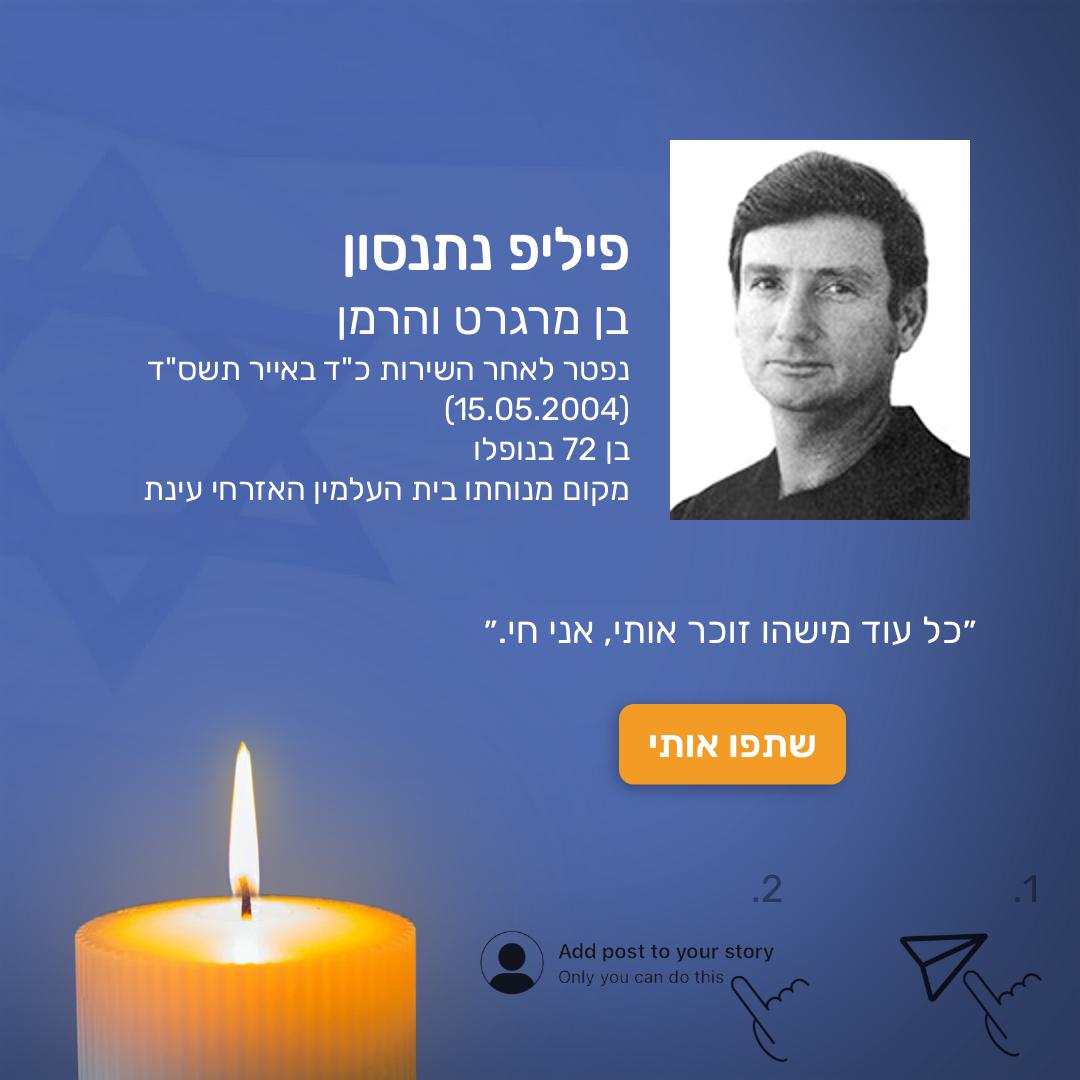 פיליפ נתנסון
בן מרגרט והרמן
נפטר לאחר השירות כ"ד באייר תשס"ד
(15.05.2004)
בן 72 בנופלו
מקום מנוחתו בית העלמין האזרחי עינת
״כל עוד מישהו זוכר אותי, אני חי.״
שתפו אותי
.1
.2
Add post to your story
Only you can do this